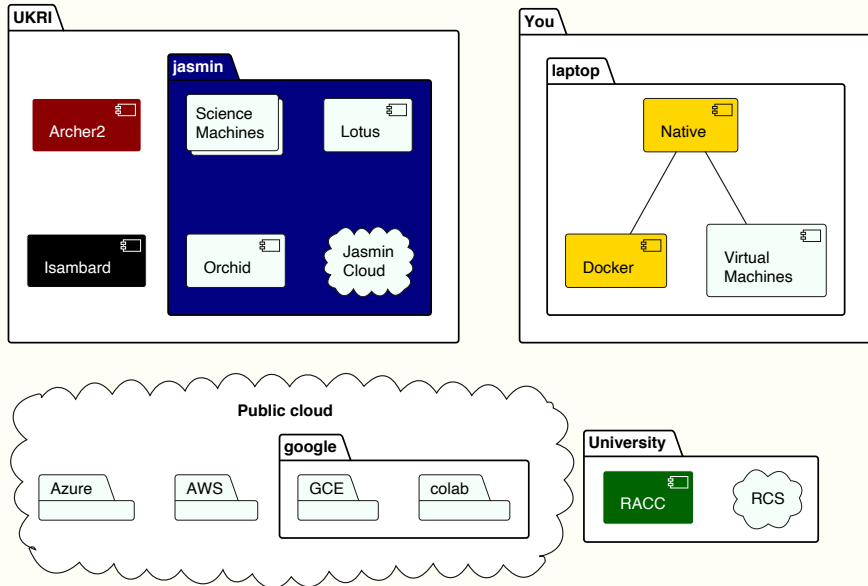 UKRI
jasmin
Archer2
Science
Machines
Lotus
Isambard
Orchid
Jasmin
Cloud
You
laptop
Native
Docker
Virtual
Machines
Public cloud
google
Azure
AWS
GCE
colab
University
RACC
RCS